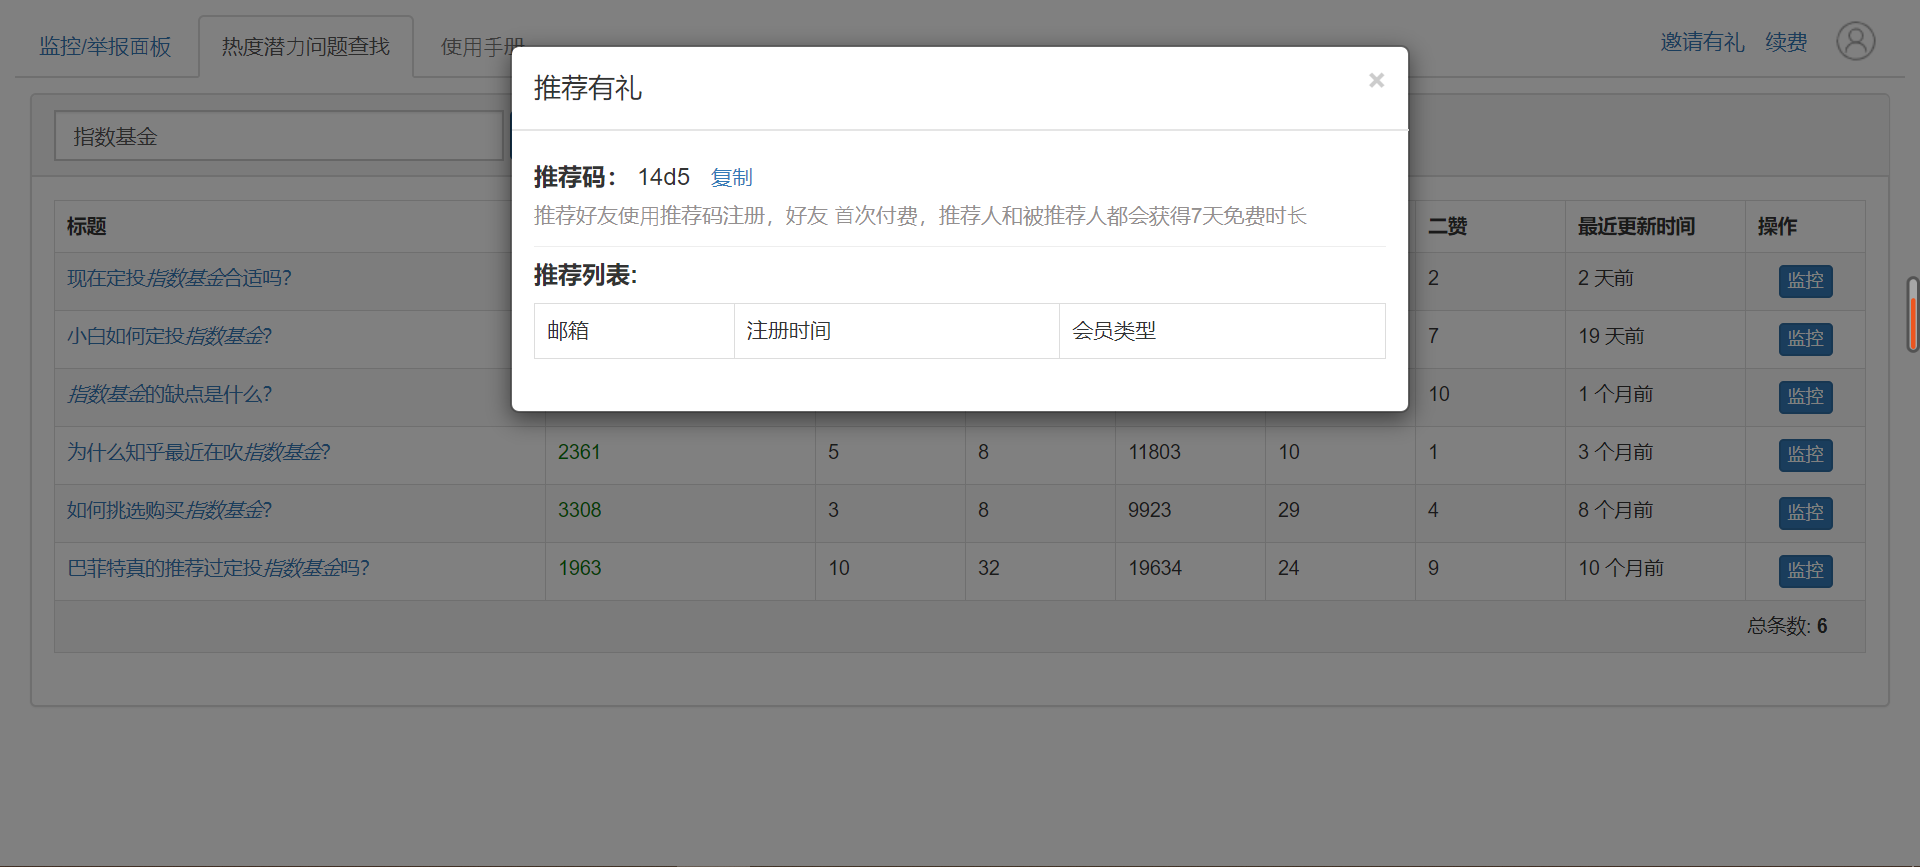 监控/举报面板 热度潜力问题查找 使用手册 邀请有礼 续费
推荐有礼 ×
指数基金
推荐码： 14d5 复制
推荐好友使用推荐码注册，好友 首次付费，推荐人和被推荐人都会获得7天免费时长
标题 二赞 最近更新时间 操作
推荐列表:
现在定投指数基金合适吗? 2 2 天前 监控
邮箱 注册时间 会员类型
小白如何定投指数基金? 7 19 天前 监控
指数基金的缺点是什么? 10 1 个月前 监控
为什么知乎最近在吹指数基金? 2361 5 8 11803 10 1 3 个月前 监控
如何挑选购买指数基金? 3308 3 8 9923 29 4 8 个月前 监控
巴菲特真的推荐过定投指数基金吗? 1963 10 32 19634 24 9 10 个月前 监控
总条数: 6